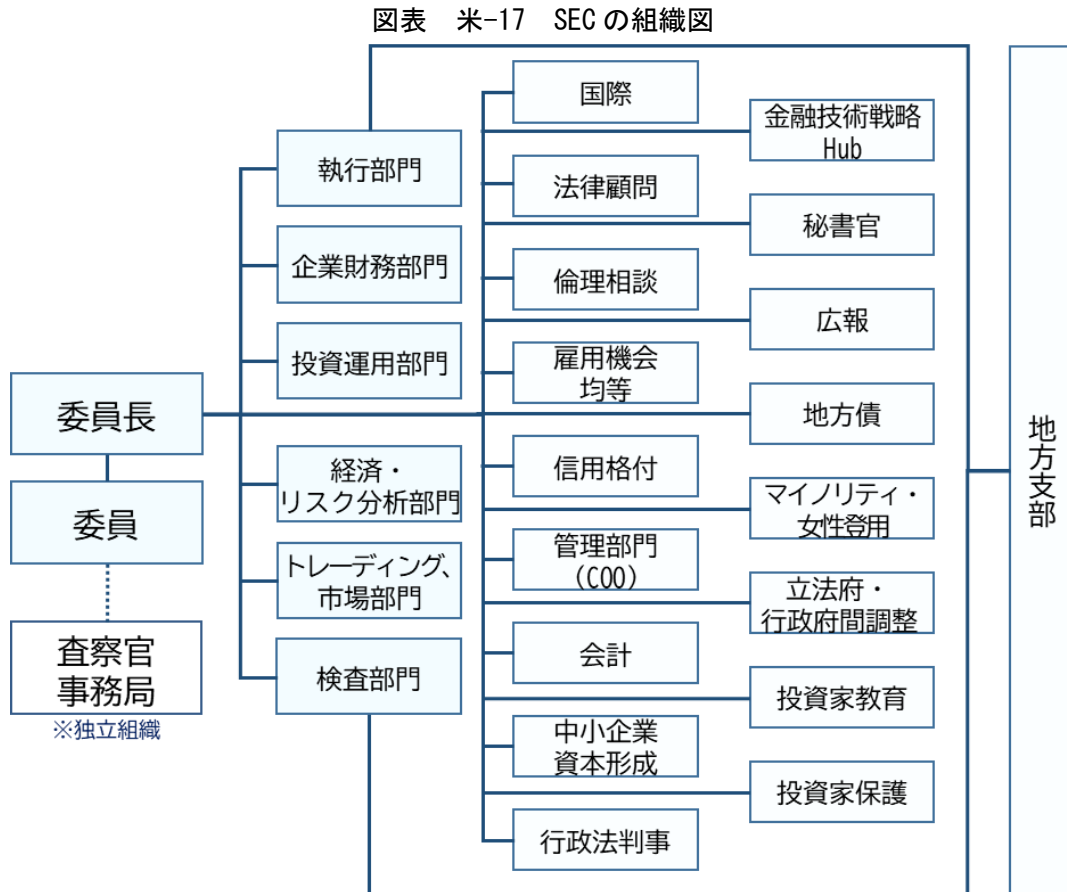 図表 米-17 SECの組織図
委員長
委員
査察官
事務局
※独立組織
執行部門
企業財務部門
投資運用部門
経済・
リスク分析部門
トレーディング、
市場部門
検査部門
国際
法律顧問
倫理相談
雇用機会
均等
信用格付
管理部門
(COO)
会計
中小企業
資本形成
行政法判事
金融技術戦略
Hub
秘書官
広報
地方債
マイノリティ・
女性登用
立法府・
行政府間調整
投資家教育
投資家保護
地方支部